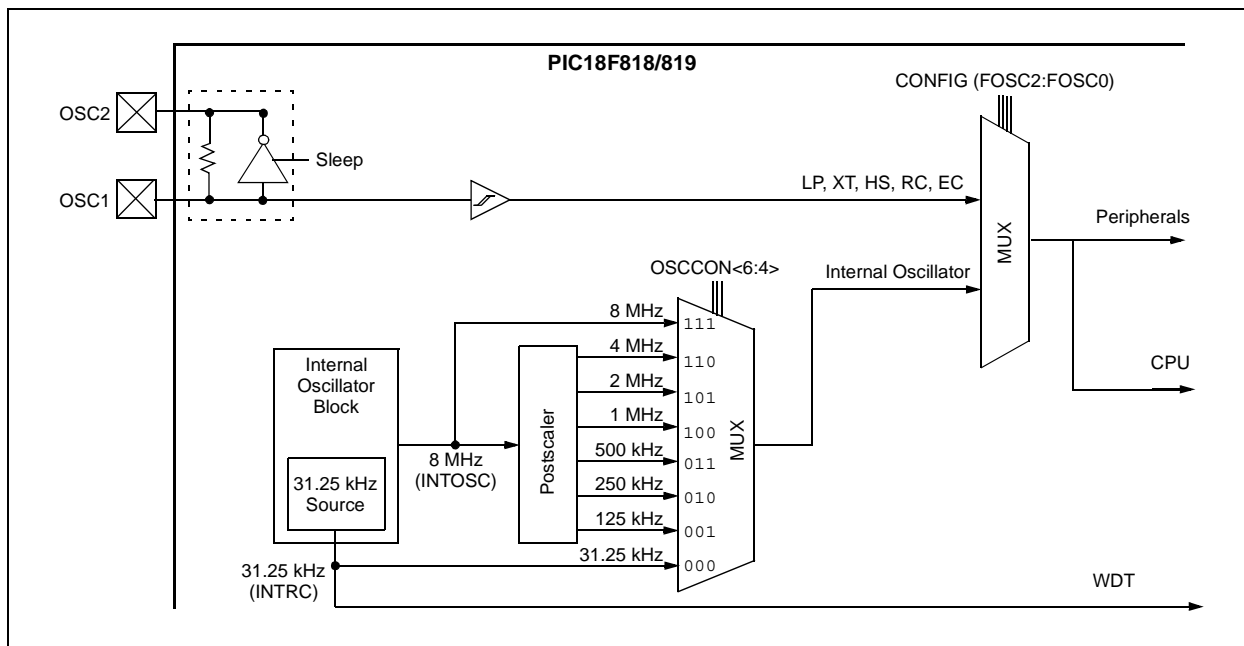 PIC18F818/819
CONFIG (FOSC2:FOSC0)
OSC2
Sleep
OSC1
LP, XT, HS, RC, EC
MUX
Peripherals
Internal Oscillator
CPU
OSCCON<6:4>
8 MHz
111
4 MHz
110
2 MHz
101
1 MHz
100
500 kHz
011
250 kHz
010
125 kHz
001
31.25 kHz
000
MUX
Internal
Oscillator
Block
8 MHz
(INTOSC)
Postscaler
31.25 kHz
Source
31.25 kHz
(INTRC)
WDT